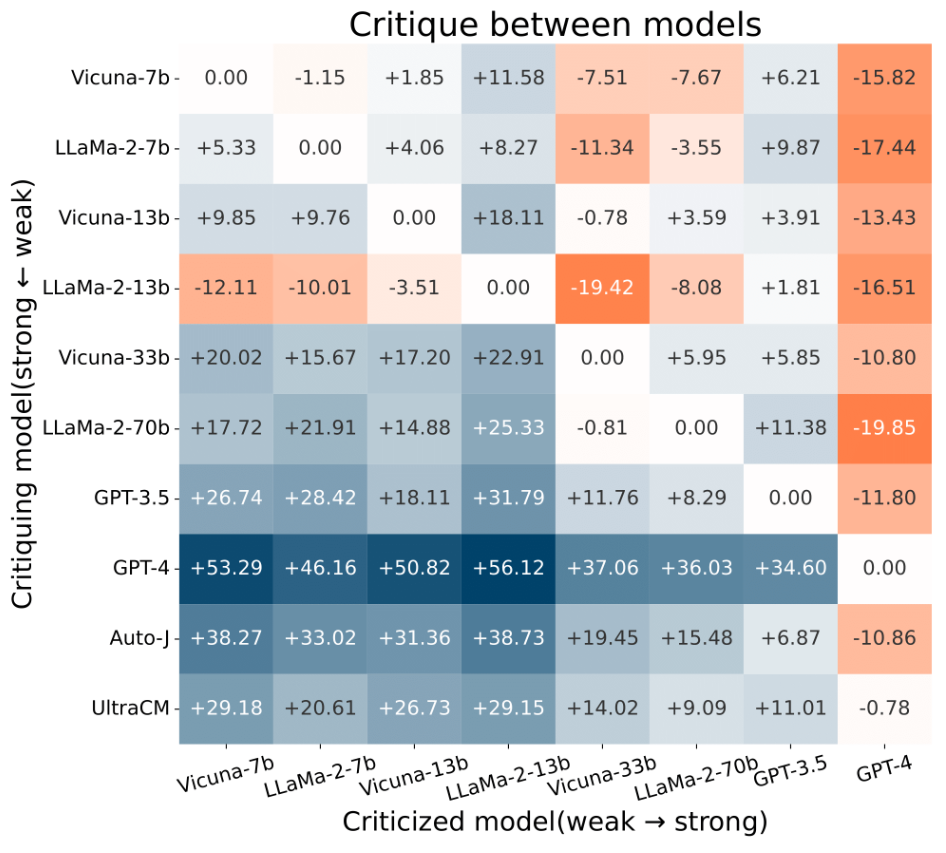 Critique between models
Critiquing model(strong ← weak)
Vicuna-7b 0.00 -1.15 +1.85 +11.58 -7.51 -7.67 +6.21 -15.82
LLaMa-2-7b +5.33 0.00 +4.06 +8.27 -11.34 -3.55 +9.87 -17.44
Vicuna-13b +9.85 +9.76 0.00 +18.11 -0.78 +3.59 +3.91 -13.43
LLaMa-2-13b -12.11 -10.01 -3.51 0.00 -19.42 -8.08 +1.81 -16.51
Vicuna-33b +20.02 +15.67 +17.20 +22.91 0.00 +5.95 +5.85 -10.80
LLaMa-2-70b +17.72 +21.91 +14.88 +25.33 -0.81 0.00 +11.38 -19.85
GPT-3.5 +26.74 +28.42 +18.11 +31.79 +11.76 +8.29 0.00 -11.80
GPT-4 +53.29 +46.16 +50.82 +56.12 +37.06 +36.03 +34.60 0.00
Auto-J +38.27 +33.02 +31.36 +38.73 +19.45 +15.48 +6.87 -10.86
UltraCM +29.18 +20.61 +26.73 +29.15 +14.02 +9.09 +11.01 -0.78
Vicuna-7b LLaMa-2-7b Vicuna-13b LLaMa-2-13b Vicuna-33b LLaMa-2-70b GPT-3.5 GPT-4
Criticized model(weak → strong)